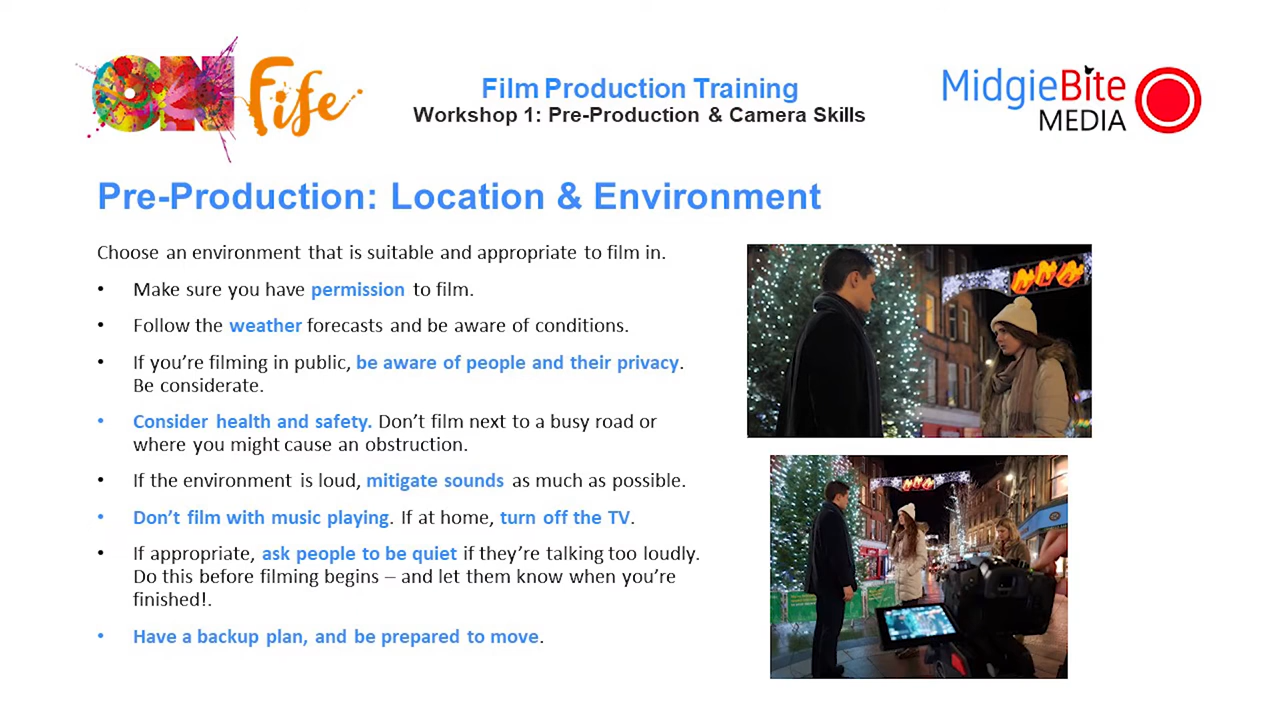 ON Fife
Film Production Training
Workshop 1: Pre-Production & Camera Skills
MidgieBite
MEDIA
Pre-Production: Location & Environment
Choose an environment that is suitable and appropriate to film in.
• Make sure you have permission to film.
• Follow the weather forecasts and be aware of conditions.
• If you’re filming in public, be aware of people and their privacy.
Be considerate.
• Consider health and safety. Don’t film next to a busy road or
where you might cause an obstruction.
• If the environment is loud, mitigate sounds as much as possible.
• Don’t film with music playing. If at home, turn off the TV.
• If appropriate, ask people to be quiet if they’re talking too loudly.
Do this before filming begins – and let them know when you’re
finished!.
• Have a backup plan, and be prepared to move.